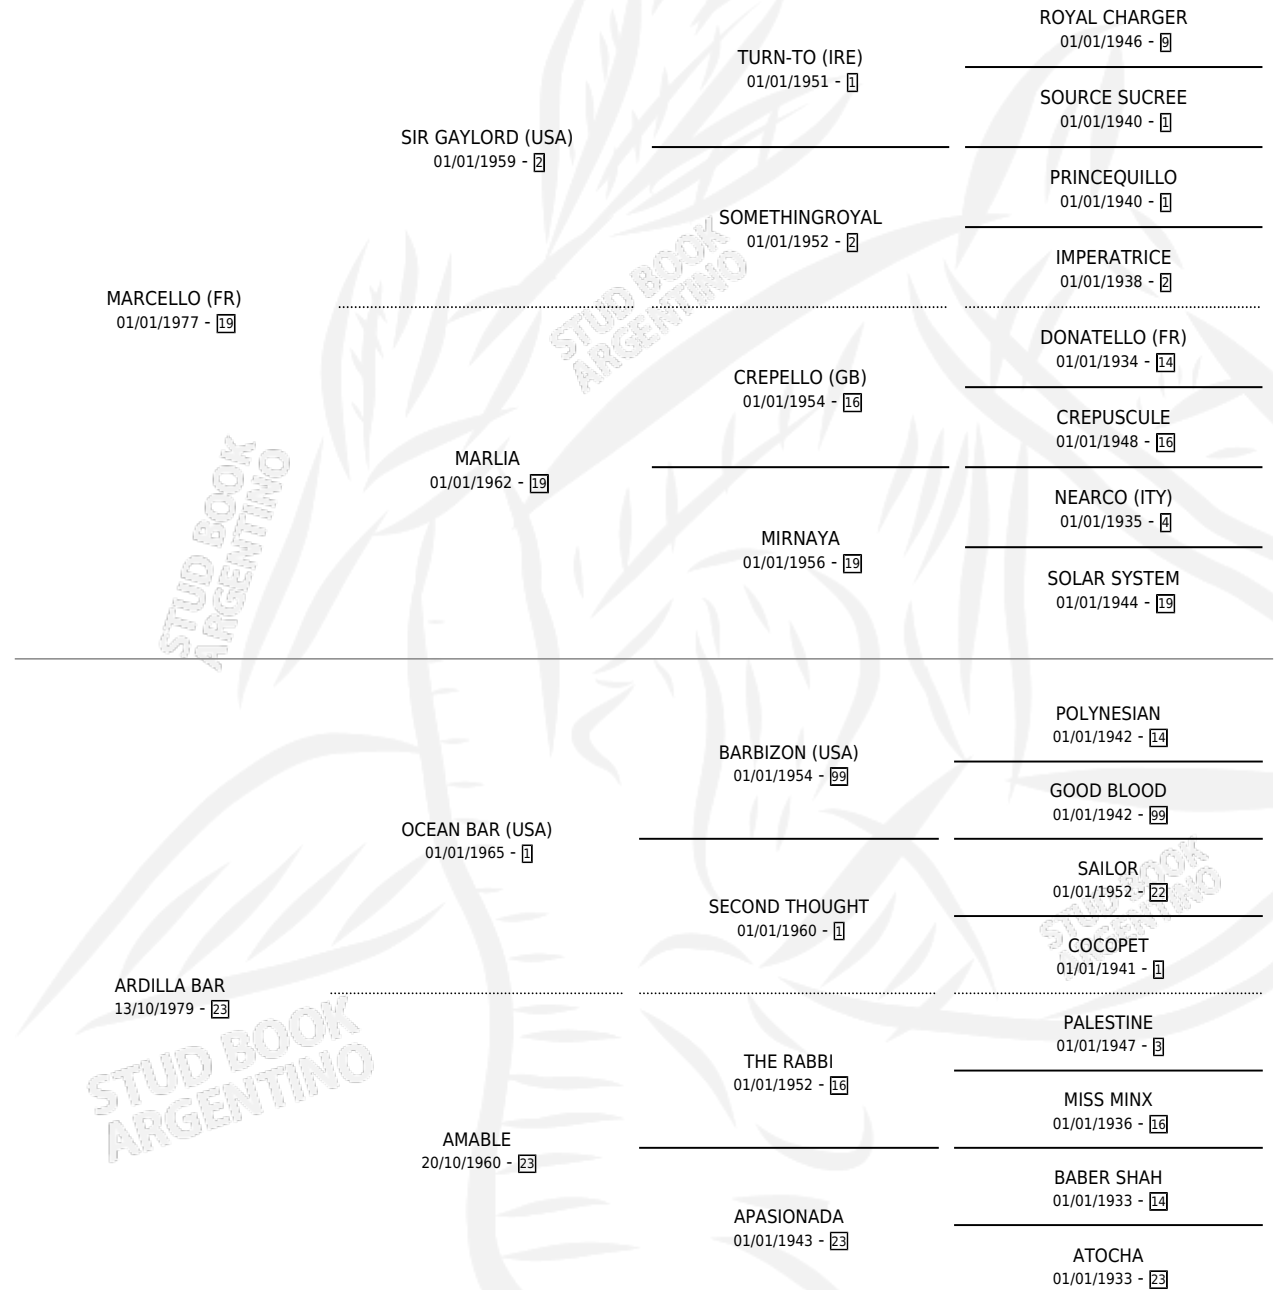 ROYAL CHARGER
01/01/1946 - 9
TURN-TO (IRE)
01/01/1951 - 1
SOURCE SUCREE
01/01/1940 - 1
SIR GAYLORD (USA)
01/01/1959 - 2
PRINCEQUILLO
01/01/1940 - 1
SOMETHINGROYAL
01/01/1952 - 2
IMPERATRICE
01/01/1938 - 2
MARCELLO (FR)
01/01/1977 - 19
DONATELLO (FR)
01/01/1934 - 14
CREPELLO (GB)
01/01/1954 - 16
CREPUSCULE
01/01/1948 - 16
MARLIA
01/01/1962 - 19
NEARCO (ITY)
01/01/1935 - 4
MIRNAYA
01/01/1956 - 19
SOLAR SYSTEM
01/01/1944 - 19
POLYNESIAN
01/01/1942 - 14
BARBIZON (USA)
01/01/1954 - 99
GOOD BLOOD
01/01/1942 - 99
OCEAN BAR (USA)
01/01/1965 - 1
SAILOR
01/01/1952 - 22
SECOND THOUGHT
01/01/1960 - 1
COCOPET
01/01/1941 - 1
ARDILLA BAR
13/10/1979 - 23
PALESTINE
01/01/1947 - 3
THE RABBI
01/01/1952 - 16
MISS MINX
01/01/1936 - 16
AMABLE
20/10/1960 - 23
BABER SHAH
01/01/1933 - 14
APASIONADA
01/01/1943 - 23
ATOCHA
01/01/1933 - 23
STUD BOOK
ARGENTINO
STUD BOOK
ARGENTINO
STUD BOOK
ARGENTINO
STUD BOOK
ARGENTINO